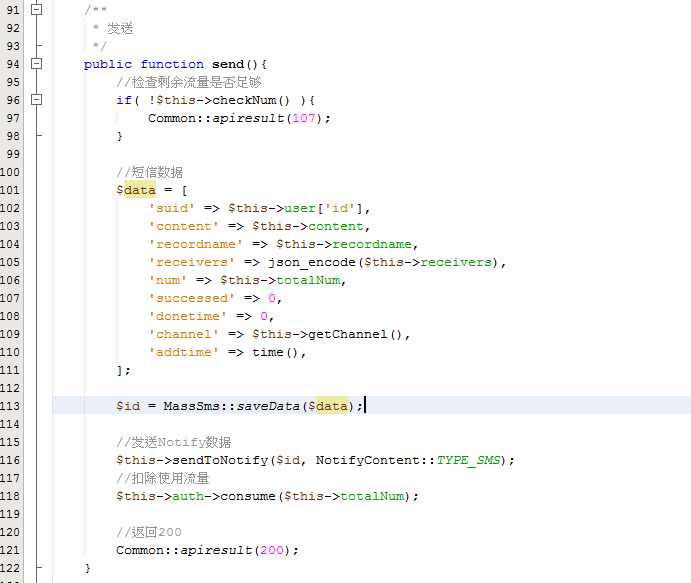 91 /**
92 * 发送
93 */
94 public function send(){
95 //检查剩余流量是否足够
96 if( !$this->checkNum() ){
97 Common::apiresult(107);
98 }
99
100 //短信数据
101 $data = [
102 'suid' => $this->user['id'],
103 'content' => $this->content,
104 'recordname' => $this->recordname,
105 'receivers' => json_encode($this->receivers),
106 'num' => $this->totalNum,
107 'successed' => 0,
108 'donetime' => 0,
109 'channel' => $this->getChannel(),
110 'addtime' => time(),
111 ];
112
113 $id = MassSms::saveData($data);
114
115 //发送Notify数据
116 $this->sendToNotify($id, NotifyContent::TYPE_SMS);
117 //扣除使用流量
118 $this->auth->consume($this->totalNum);
119
120 //返回200
121 Common::apiresult(200);
122 }